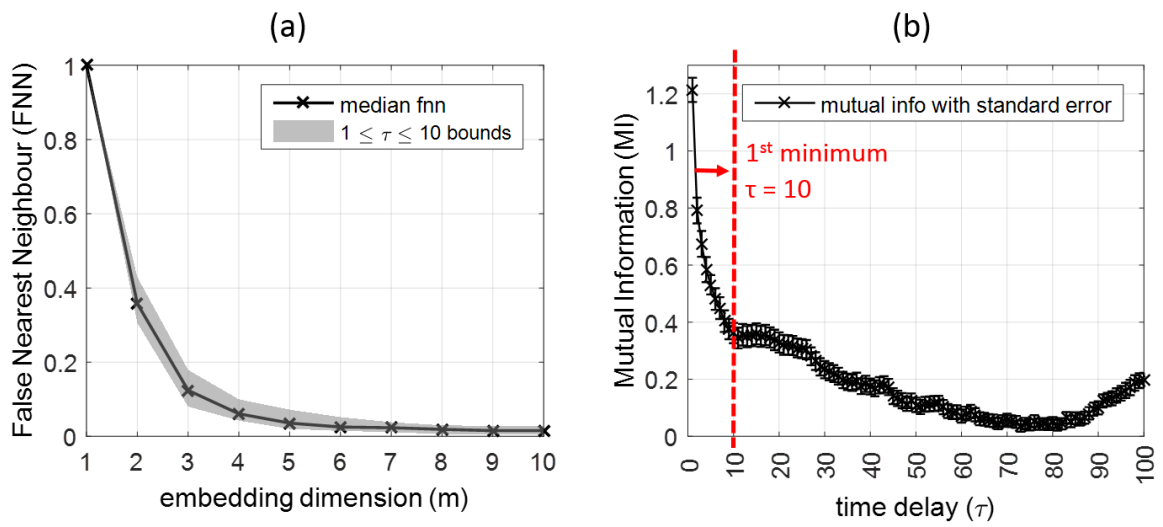 (a)
False Nearest Neighbour (FNN)
1
0.8
0.6
0.4
0.2
0
median fnn
1 ≤ τ ≤ 10 bounds
1 2 3 4 5 6 7 8 9 10
embedding dimension (m)
(b)
Mutual Information (MI)
1.2
1
0.8
0.6
0.4
0.2
0
mutual info with standard error
1st minimum
τ = 10
0 10 20 30 40 50 60 70 80 90 100
time delay (τ)